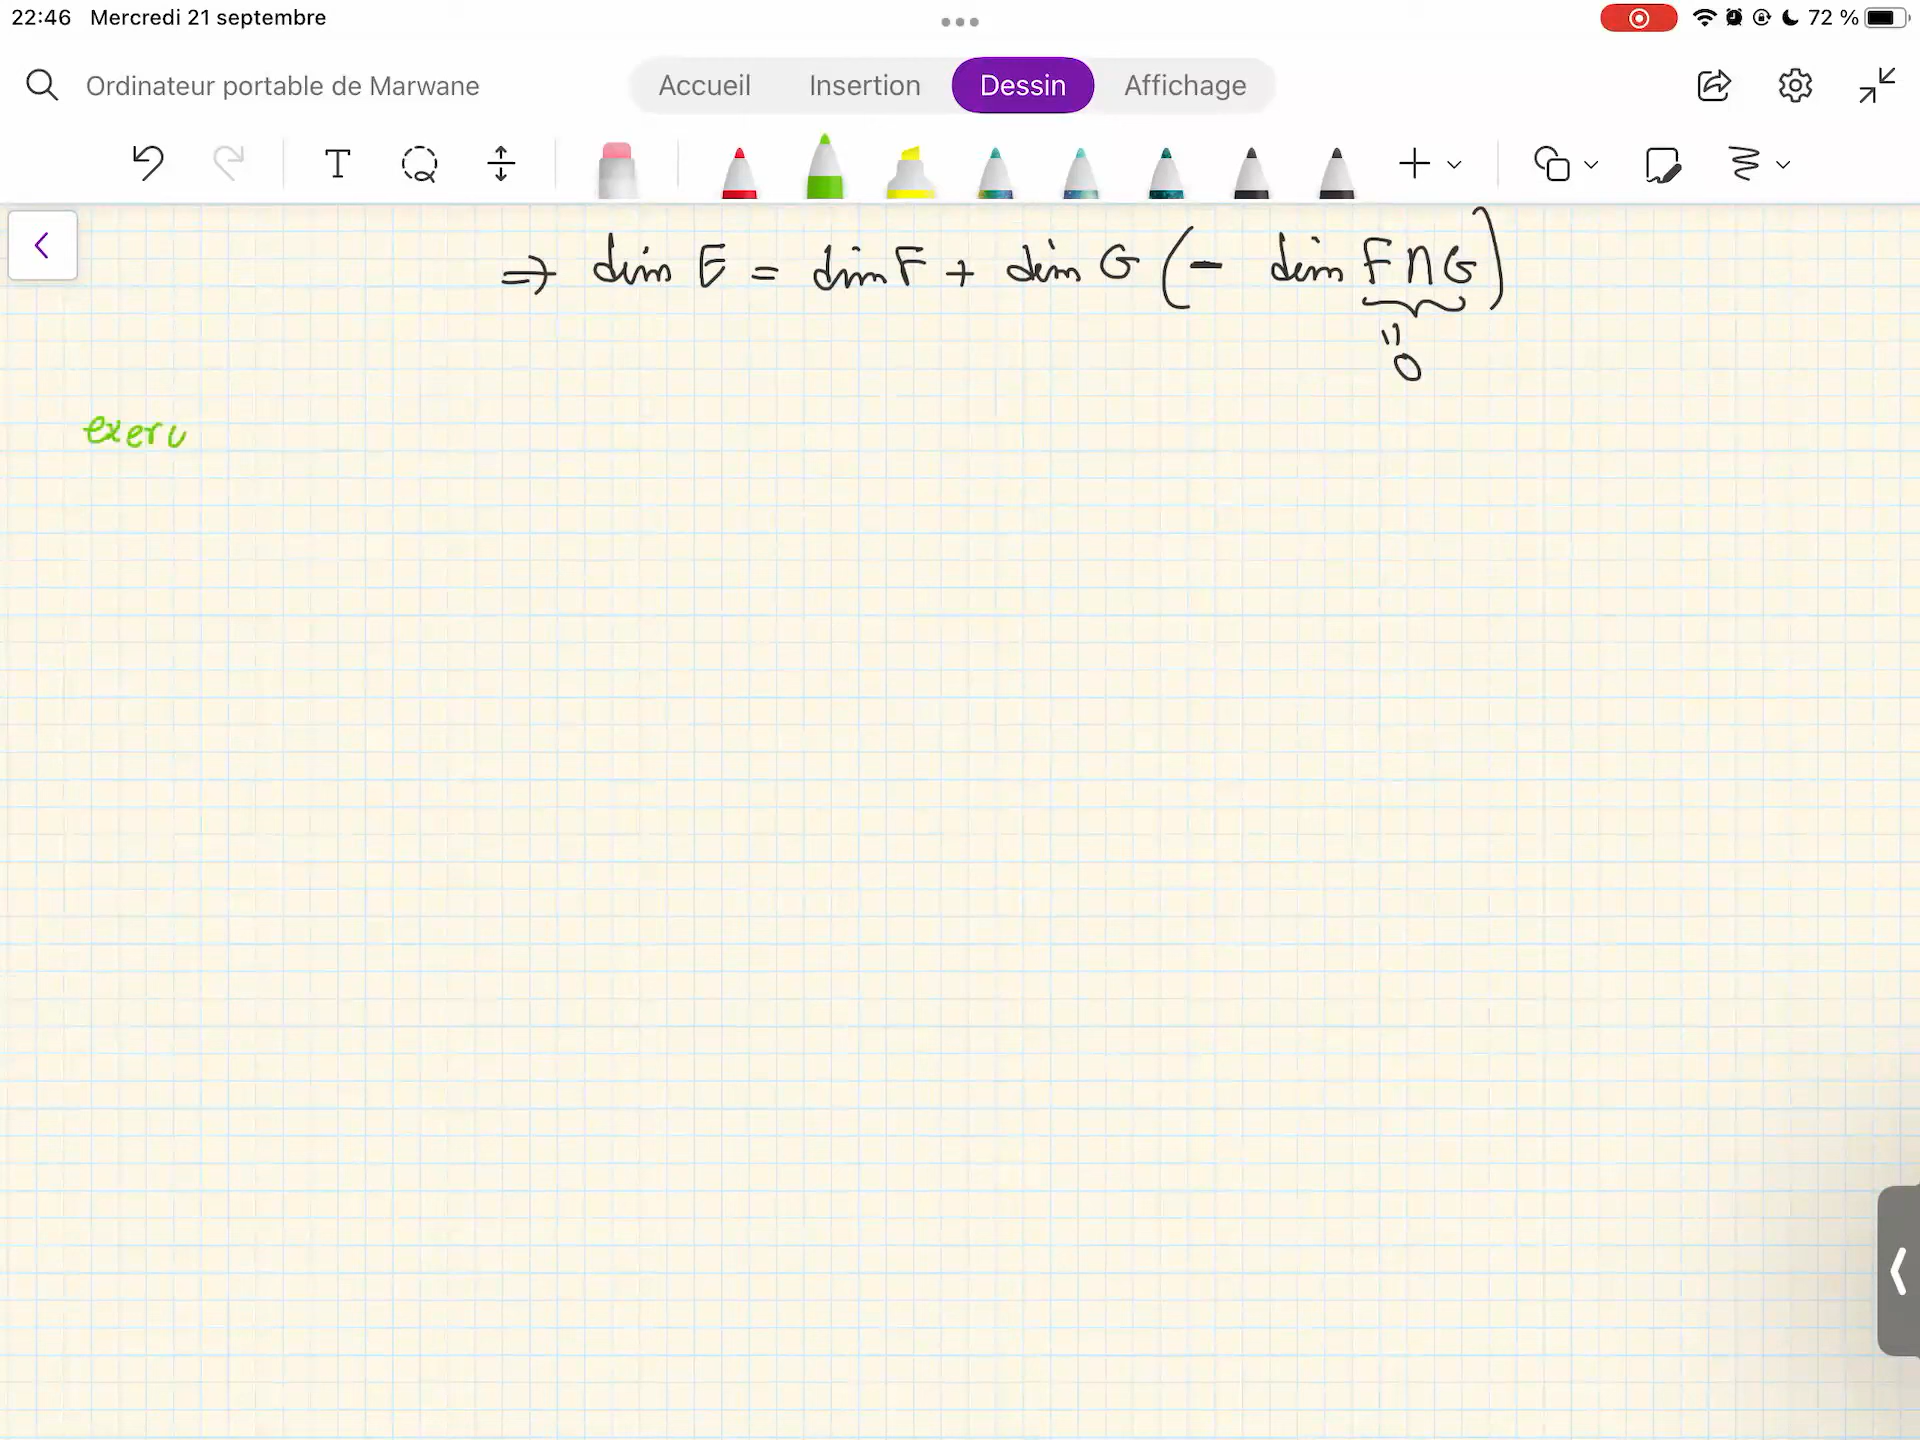 22:46 Mercredi 21 septembre 72 %
Ordinateur portable de Marwane Accueil Insertion Dessin Affichage
T
⇒ dim E = dim F + dim G (- dim F ∩ G)
"
0
exerc